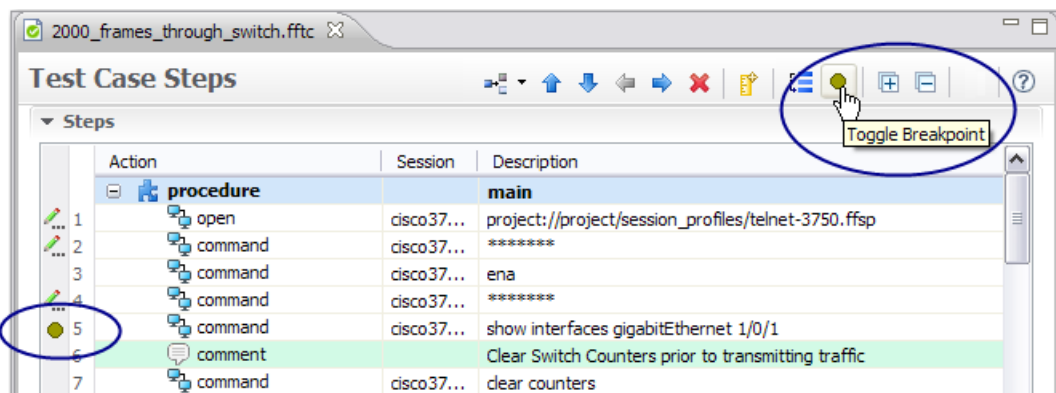 2000_frames_through_switch.fftc
Test Case Steps
Toggle Breakpoint
Steps
Action Session Description
procedure main
1 open cisco37... project://project/session_profiles/telnet-3750.ffsp
2 command cisco37... *******
3 command cisco37... ena
4 command cisco37... *******
5 command cisco37... show interfaces gigabitEthernet 1/0/1
6 comment Clear Switch Counters prior to transmitting traffic
7 command cisco37... clear counters